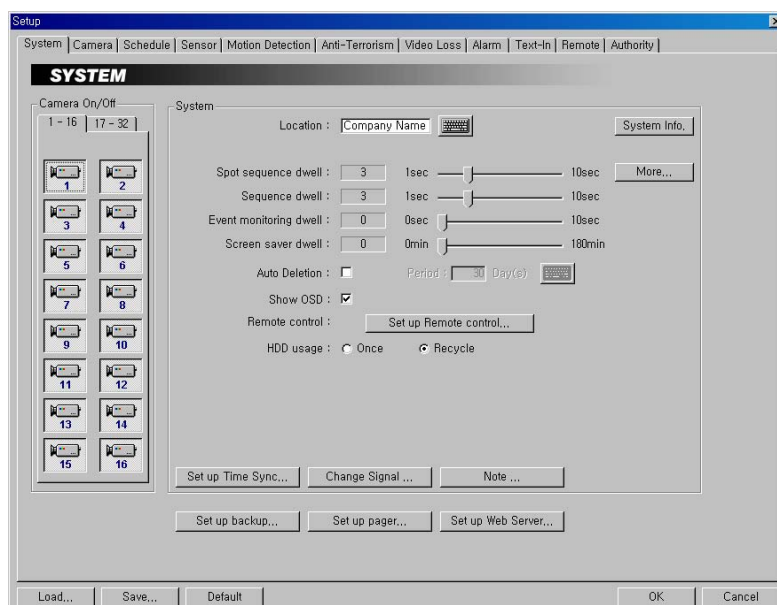 Setup
System Camera Schedule Sensor Motion Detection Anti-Terrorism Video Loss Alarm Text-In Remote Authority
SYSTEM
Camera On/Off
1 - 16 17 - 32
1 2
3 4
5 6
7 8
9 10
11 12
13 14
15 16
System
Location : Company Name System Info,
Spot sequence dwell : 3 1sec 10sec More,,,
Sequence dwell : 3 1sec 10sec
Event monitoring dwell : 0 0sec 10sec
Screen saver dwell : 0 0min 180min
Auto Deletion : Period : 30 Day(s)
Show OSD :
Remote control : Set up Remote control,,,
HDD usage : Once Recycle
Set up Time Sync,,, Change Signal ,,, Note ,,,
Set up backup,,, Set up pager,,, Set up Web Server,,,
Load,,, Save,,, Default OK Cancel